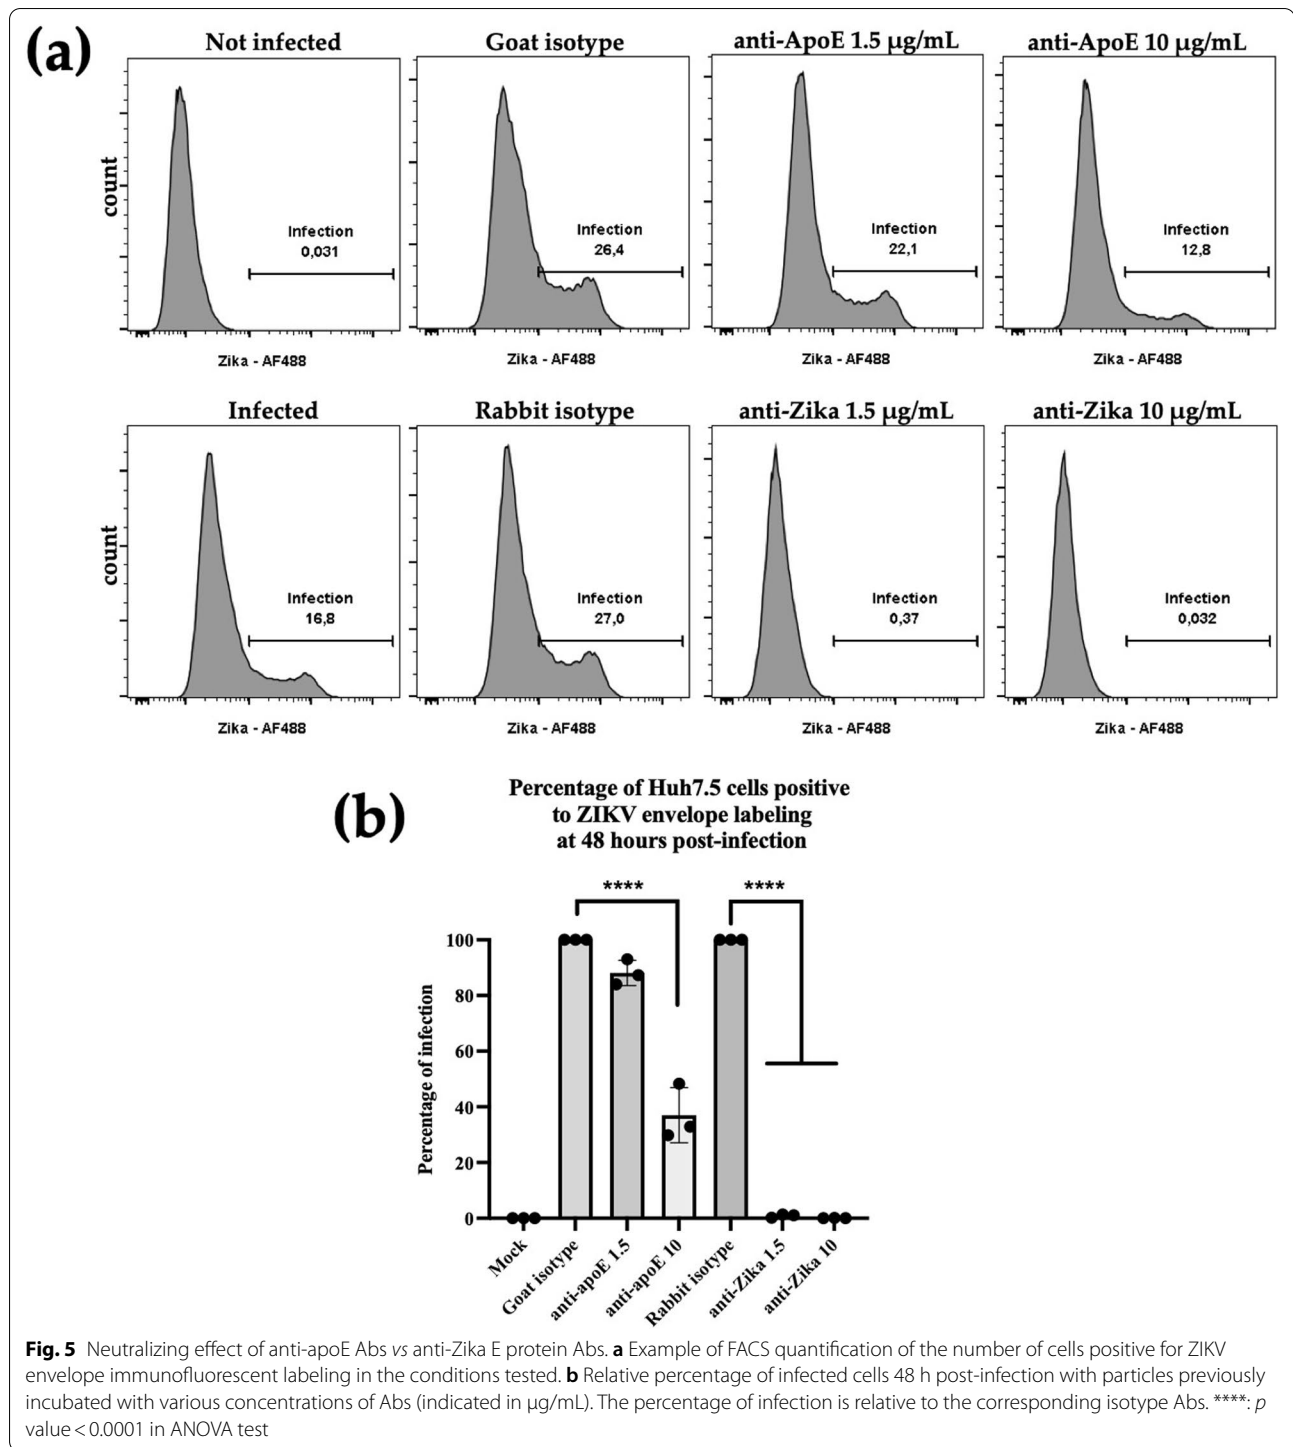 (a)
Not infected
Goat isotype
anti-ApoE 1.5 µg/mL
anti-ApoE 10 µg/mL
count
Infection
0,031
Infection
26,4
Infection
22,1
Infection
12,8
Zika - AF488
Zika - AF488
Zika - AF488
Zika - AF488
Infected
Rabbit isotype
anti-Zika 1.5 µg/mL
anti-Zika 10 µg/mL
count
Infection
16,8
Infection
27,0
Infection
0,37
Infection
0,032
Zika - AF488
Zika - AF488
Zika - AF488
Zika - AF488
(b)
Percentage of Huh7.5 cells positive
to ZIKV envelope labeling
at 48 hours post-infection
****
****
Percentage of infection
100
80
60
40
20
0
Mock
Goat isotype
anti-apoE 1.5
anti-apoE 10
Rabbit isotype
anti-Zika 1.5
anti-Zika 10
Fig. 5 Neutralizing effect of anti-apoE Abs vs anti-Zika E protein Abs. a Example of FACS quantification of the number of cells positive for ZIKV
envelope immunofluorescent labeling in the conditions tested. b Relative percentage of infected cells 48 h post-infection with particles previously
incubated with various concentrations of Abs (indicated in µg/mL). The percentage of infection is relative to the corresponding isotype Abs. ****: p
value < 0.0001 in ANOVA test